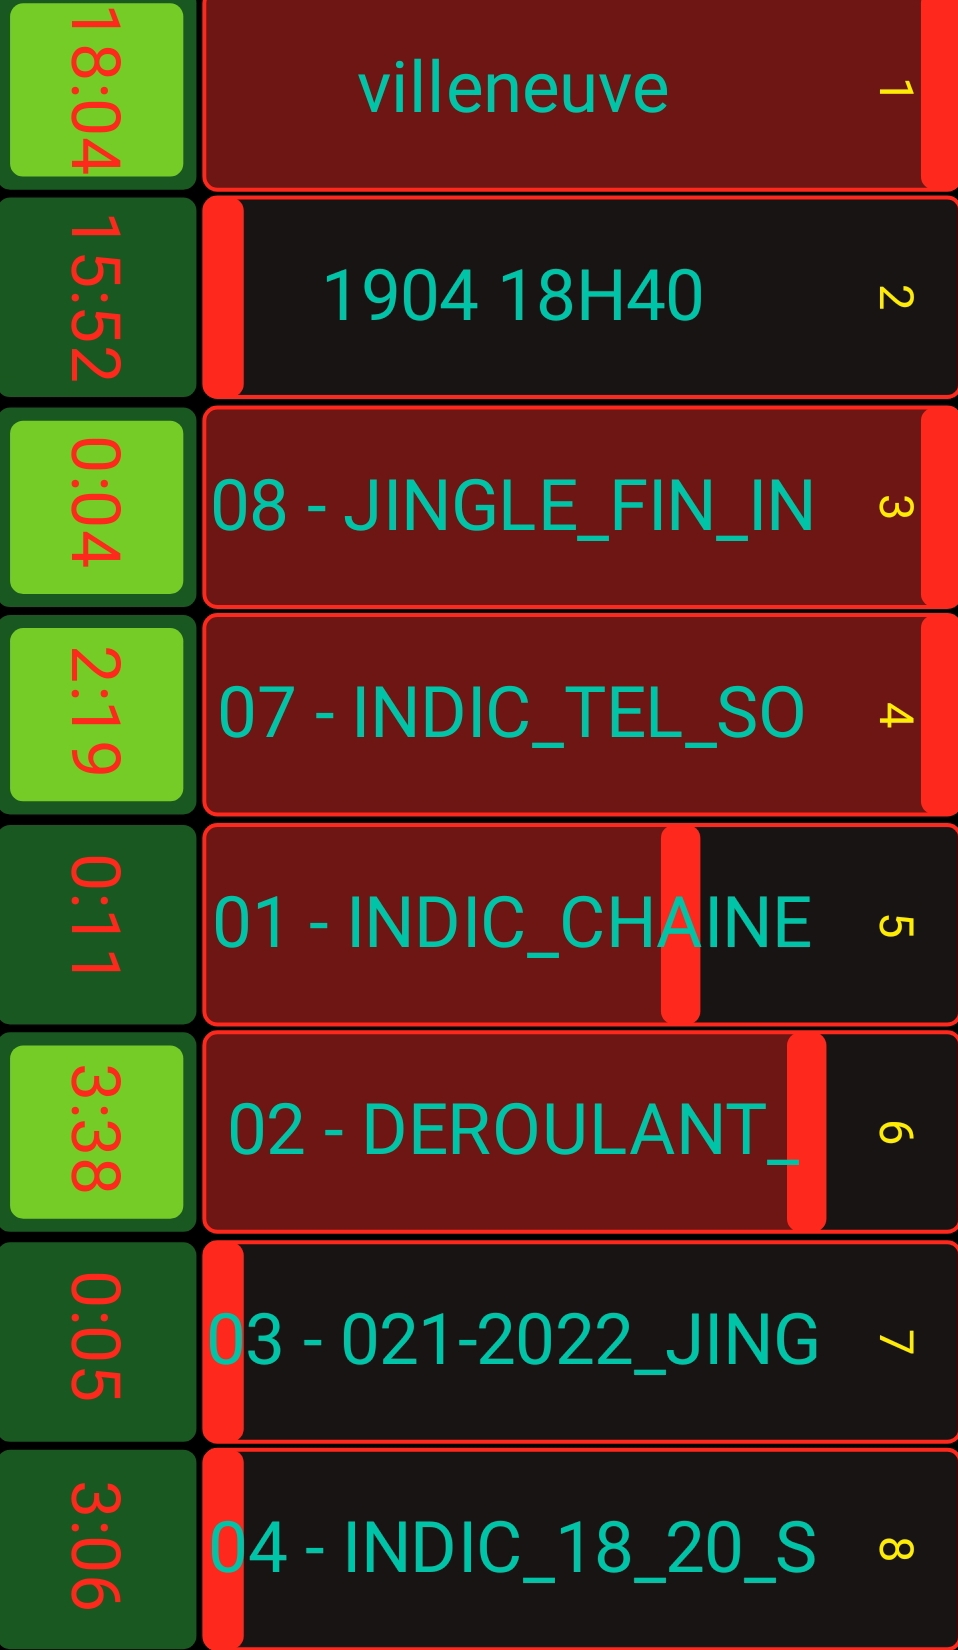 1
2
3
4
5
6
7
8
villeneuve
1904 18H40
08 - JINGLE_FIN_IN
07 - INDIC_TEL_SO
01 - INDIC_CHAINE
02 - DEROULANT_
03 - 021-2022_JING
04 - INDIC_18_20_S
18:04
15:52
0:04
2:19
0:11
3:38
0:05
3:06